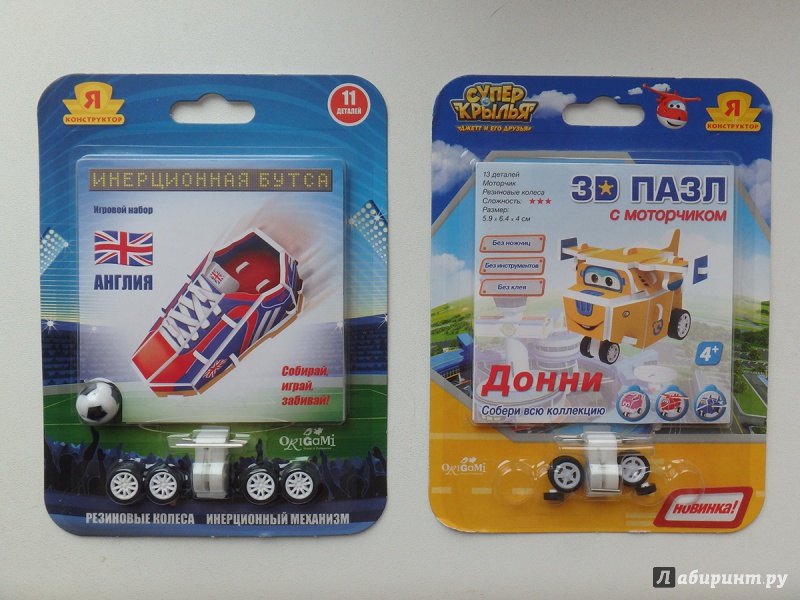 Я
КОНСТРУКТОР
11
ДЕТАЛЕЙ
ИНЕРЦИОННАЯ БУТСА
Игровой набор
АНГЛИЯ
Собирай,
играй,
забивай!
ORIGAMI
РЕЗИНОВЫЕ КОЛЕСА ИНЕРЦИОННЫЙ МЕХАНИЗМ
СУПЕР
КРЫЛЬЯ
ДЖЕТТ И ЕГО ДРУЗЬЯ
Я
КОНСТРУКТОР
13 деталей
Моторчик
Резиновые колеса
Сложность: ★★★
Размер:
5.9 x 6.4 x 4 см
3D ПАЗЛ
с моторчиком
Без ножниц
Без инструментов
Без клея
4+
Донни
Собери всю коллекцию
ORIGAMI
НОВИНКА!
Лабиринт.ру